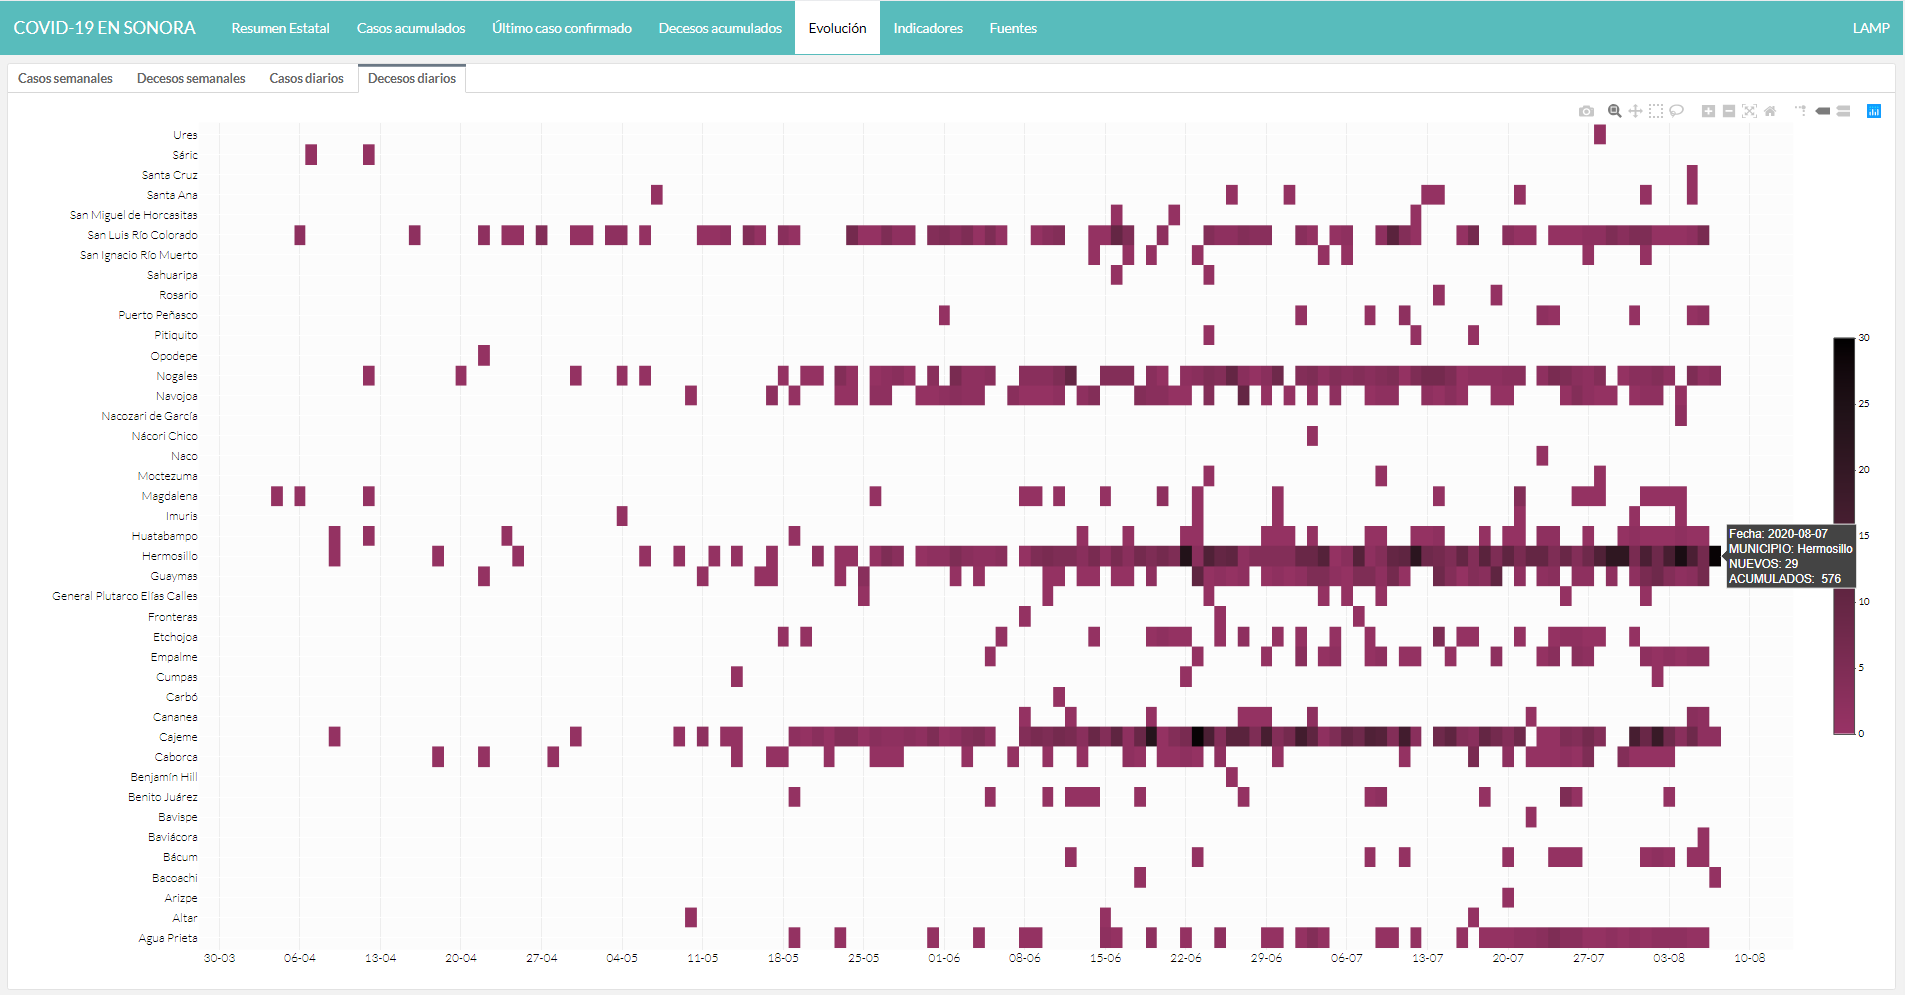 COVID-19 EN SONORA
Resumen Estatal
Casos acumulados
Último caso confirmado
Decesos acumulados
Evolución
Indicadores
Fuentes
LAMP
Casos semanales
Decesos semanales
Casos diarios
Decesos diarios
Ures
Sáric
Santa Cruz
Santa Ana
San Miguel de Horcasitas
San Luis Río Colorado
San Ignacio Río Muerto
Sahuaripa
Rosario
Puerto Peñasco
Pitiquito
Opodepe
Nogales
Navojoa
Nacozari de García
Nácori Chico
Naco
Moctezuma
Magdalena
Imuris
Huatabampo
Hermosillo
Guaymas
General Plutarco Elías Calles
Fronteras
Etchojoa
Empalme
Cumpas
Carbó
Cananea
Cajeme
Caborca
Benjamín Hill
Benito Juárez
Bavispe
Baviácora
Bácum
Bacoachi
Arizpe
Altar
Agua Prieta
30-03
06-04
13-04
20-04
27-04
04-05
11-05
18-05
25-05
01-06
08-06
15-06
22-06
29-06
06-07
13-07
20-07
27-07
03-08
10-08
Fecha: 2020-08-07
MUNICIPIO: Hermosillo
NUEVOS: 29
ACUMULADOS: 576
30
25
20
15
10
5
0